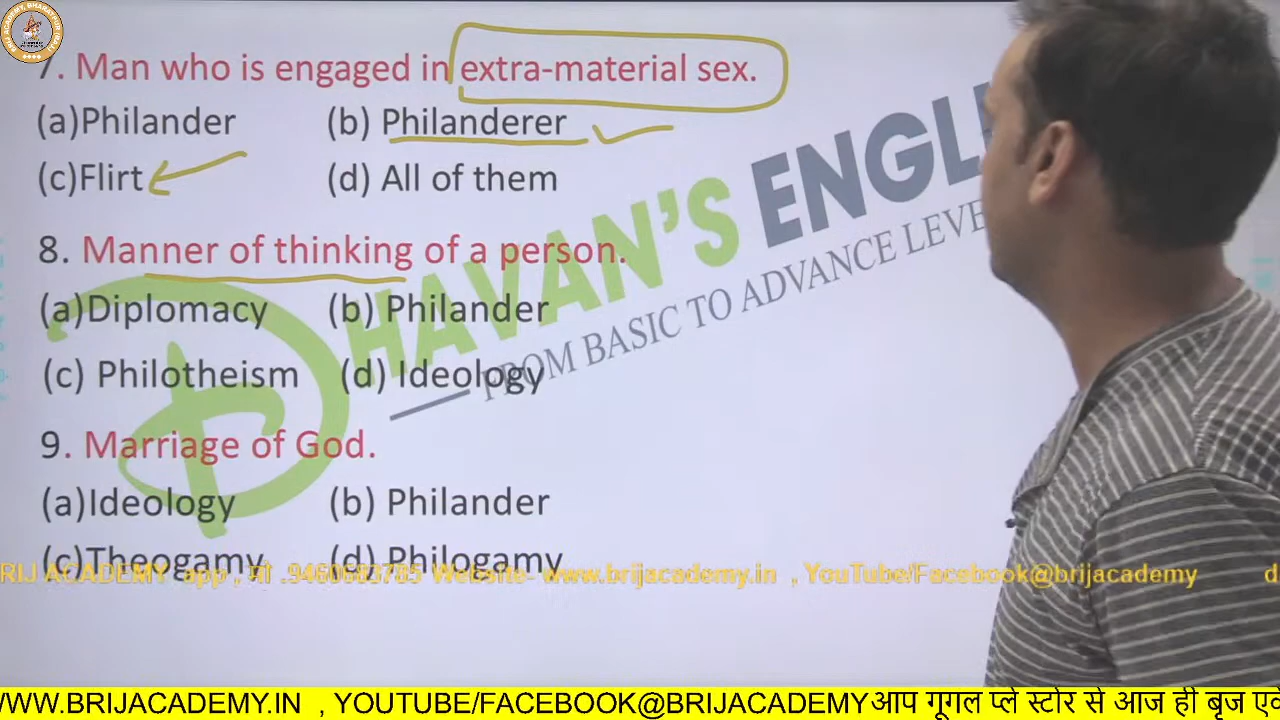 7. Man who is engaged in extra-material sex.
(a)Philander (b) Philanderer
(c)Flirt (d) All of them
8. Manner of thinking of a person.
(a)Diplomacy (b) Philander
(c) Philotheism (d) Ideology
9. Marriage of God.
(a)Ideology (b) Philander
(c)Theogamy (d) Philogamy
DHAVAN'S ENGL
FROM BASIC TO ADVANCE LEVE
RIJ ACADEMY app , मो .9460683785 Website- www.brijacademy.in , YouTube/Facebook@brijacademy d
WWW.BRIJACADEMY.IN , YOUTUBE/FACEBOOK@BRIJACADEMY आप गूगल प्ले स्टोर से आज ही बृज एके